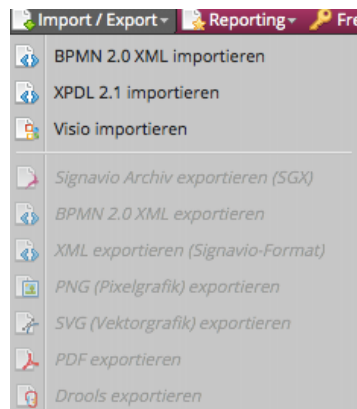 Import / Export Reporting Fre
BPMN 2.0 XML importieren
XPDL 2.1 importieren
Visio importieren
Signavio Archiv exportieren (SGX)
BPMN 2.0 XML exportieren
XML exportieren (Signavio-Format)
PNG (Pixelgrafik) exportieren
SVG (Vektorgrafik) exportieren
PDF exportieren
Drools exportieren